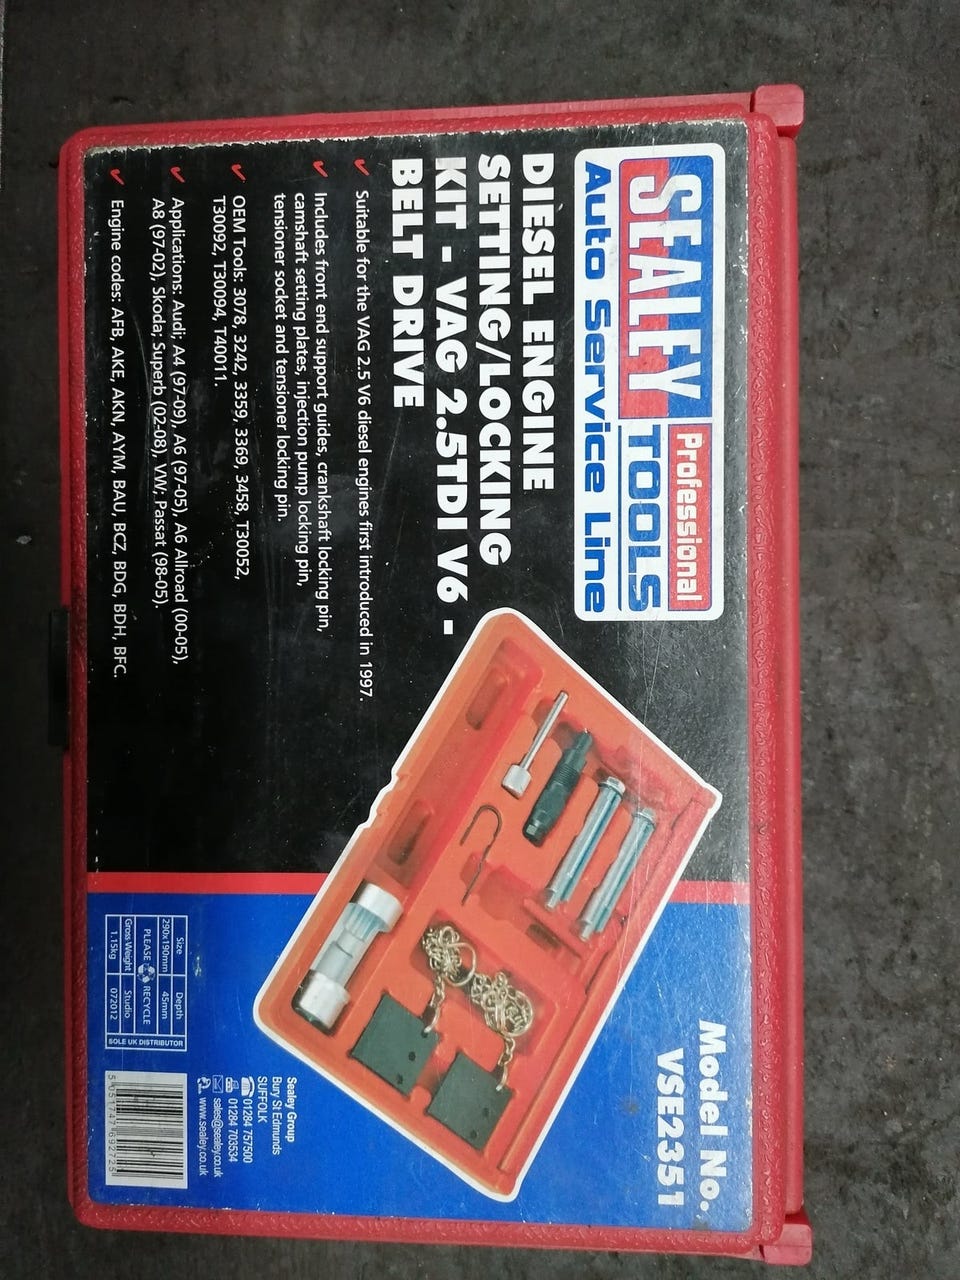 SEALEY
Professional
TOOLS
Auto Service Line
DIESEL ENGINE
SETTING/LOCKING
KIT - VAG 2.5TDI V6 -
BELT DRIVE
✔ Suitable for the VAG 2.5 V6 diesel engines first introduced in 1997.
✔ Includes front end support guides, crankshaft locking pin,
camshaft setting plates, injection pump locking pin,
tensioner socket and tensioner locking pin.
✔ OEM Tools: 3078, 3242, 3359, 3369, 3458, T30052,
T30092, T30094, T40011.
✔ Applications: Audi; A4 (97-09), A6 (97-05), A6 Allroad (00-05),
A8 (97-02), Skoda; Superb (02-08), VW; Passat (98-05).
✔ Engine codes: AFB, AKE, AKN, AYM, BAU, BCZ, BDG, BDH, BFC.
Model No.
VSE2351
Sealey Group
Bury St Edmunds
SUFFOLK
01284 757500
01284 703534
sales@sealey.co.uk
www.sealey.co.uk
Size Depth
290x190mm 45mm
PLEASE RECYCLE
Gross Weight Studio
1.15kg 072012
SOLE UK DISTRIBUTOR
5 051747 692725